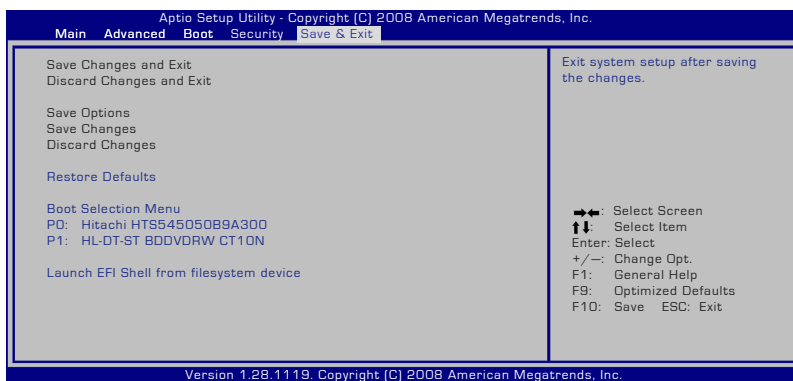 Aptio Setup Utility - Copyright (C) 2008 American Megatrends, Inc.
Main Advanced Boot Security Save & Exit
Save Changes and Exit
Discard Changes and Exit
Save Options
Save Changes
Discard Changes
Restore Defaults
Boot Selection Menu
P0: Hitachi HTS545050B9A300
P1: HL-DT-ST BDDVDRW CT10N
Launch EFI Shell from filesystem device
Exit system setup after saving
the changes.
→←: Select Screen
↑↓: Select Item
Enter: Select
+/—: Change Opt.
F1: General Help
F9: Optimized Defaults
F10: Save ESC: Exit
Version 1.28.1119. Copyright (C) 2008 American Megatrends, Inc.